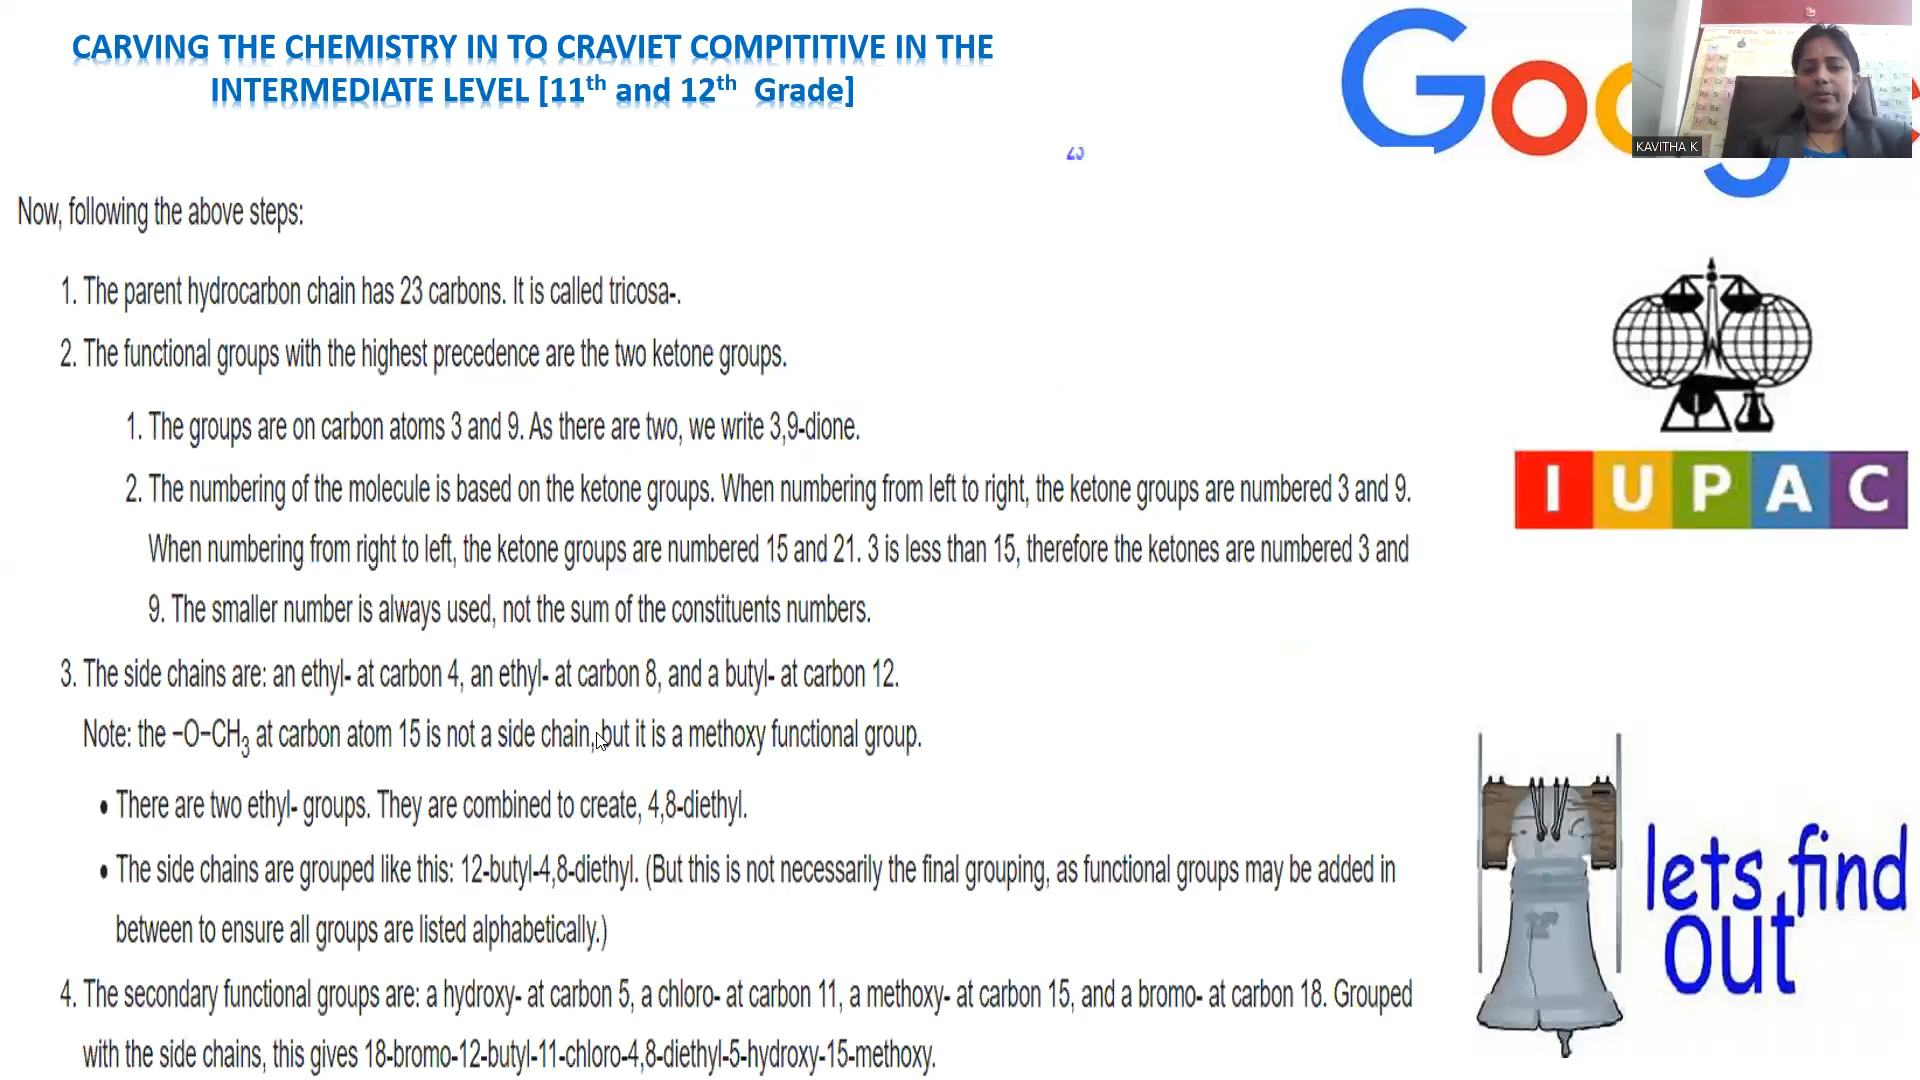 CARVING THE CHEMISTRY IN TO CRAVIET COMPITITIVE IN THE
INTERMEDIATE LEVEL [11th and 12th Grade]
KAVITHA K
Now, following the above steps:
1. The parent hydrocarbon chain has 23 carbons. It is called tricosa-.
2. The functional groups with the highest precedence are the two ketone groups.
1. The groups are on carbon atoms 3 and 9. As there are two, we write 3,9-dione.
2. The numbering of the molecule is based on the ketone groups. When numbering from left to right, the ketone groups are numbered 3 and 9.
When numbering from right to left, the ketone groups are numbered 15 and 21. 3 is less than 15, therefore the ketones are numbered 3 and
9. The smaller number is always used, not the sum of the constituents numbers.
IUPAC
3. The side chains are: an ethyl- at carbon 4, an ethyl- at carbon 8, and a butyl- at carbon 12.
Note: the −O−CH₃ at carbon atom 15 is not a side chain, but it is a methoxy functional group.
• There are two ethyl- groups. They are combined to create, 4,8-diethyl.
• The side chains are grouped like this: 12-butyl-4,8-diethyl. (But this is not necessarily the final grouping, as functional groups may be added in
between to ensure all groups are listed alphabetically.)
4. The secondary functional groups are: a hydroxy- at carbon 5, a chloro- at carbon 11, a methoxy- at carbon 15, and a bromo- at carbon 18. Grouped
with the side chains, this gives 18-bromo-12-butyl-11-chloro-4,8-diethyl-5-hydroxy-15-methoxy.
lets find
out